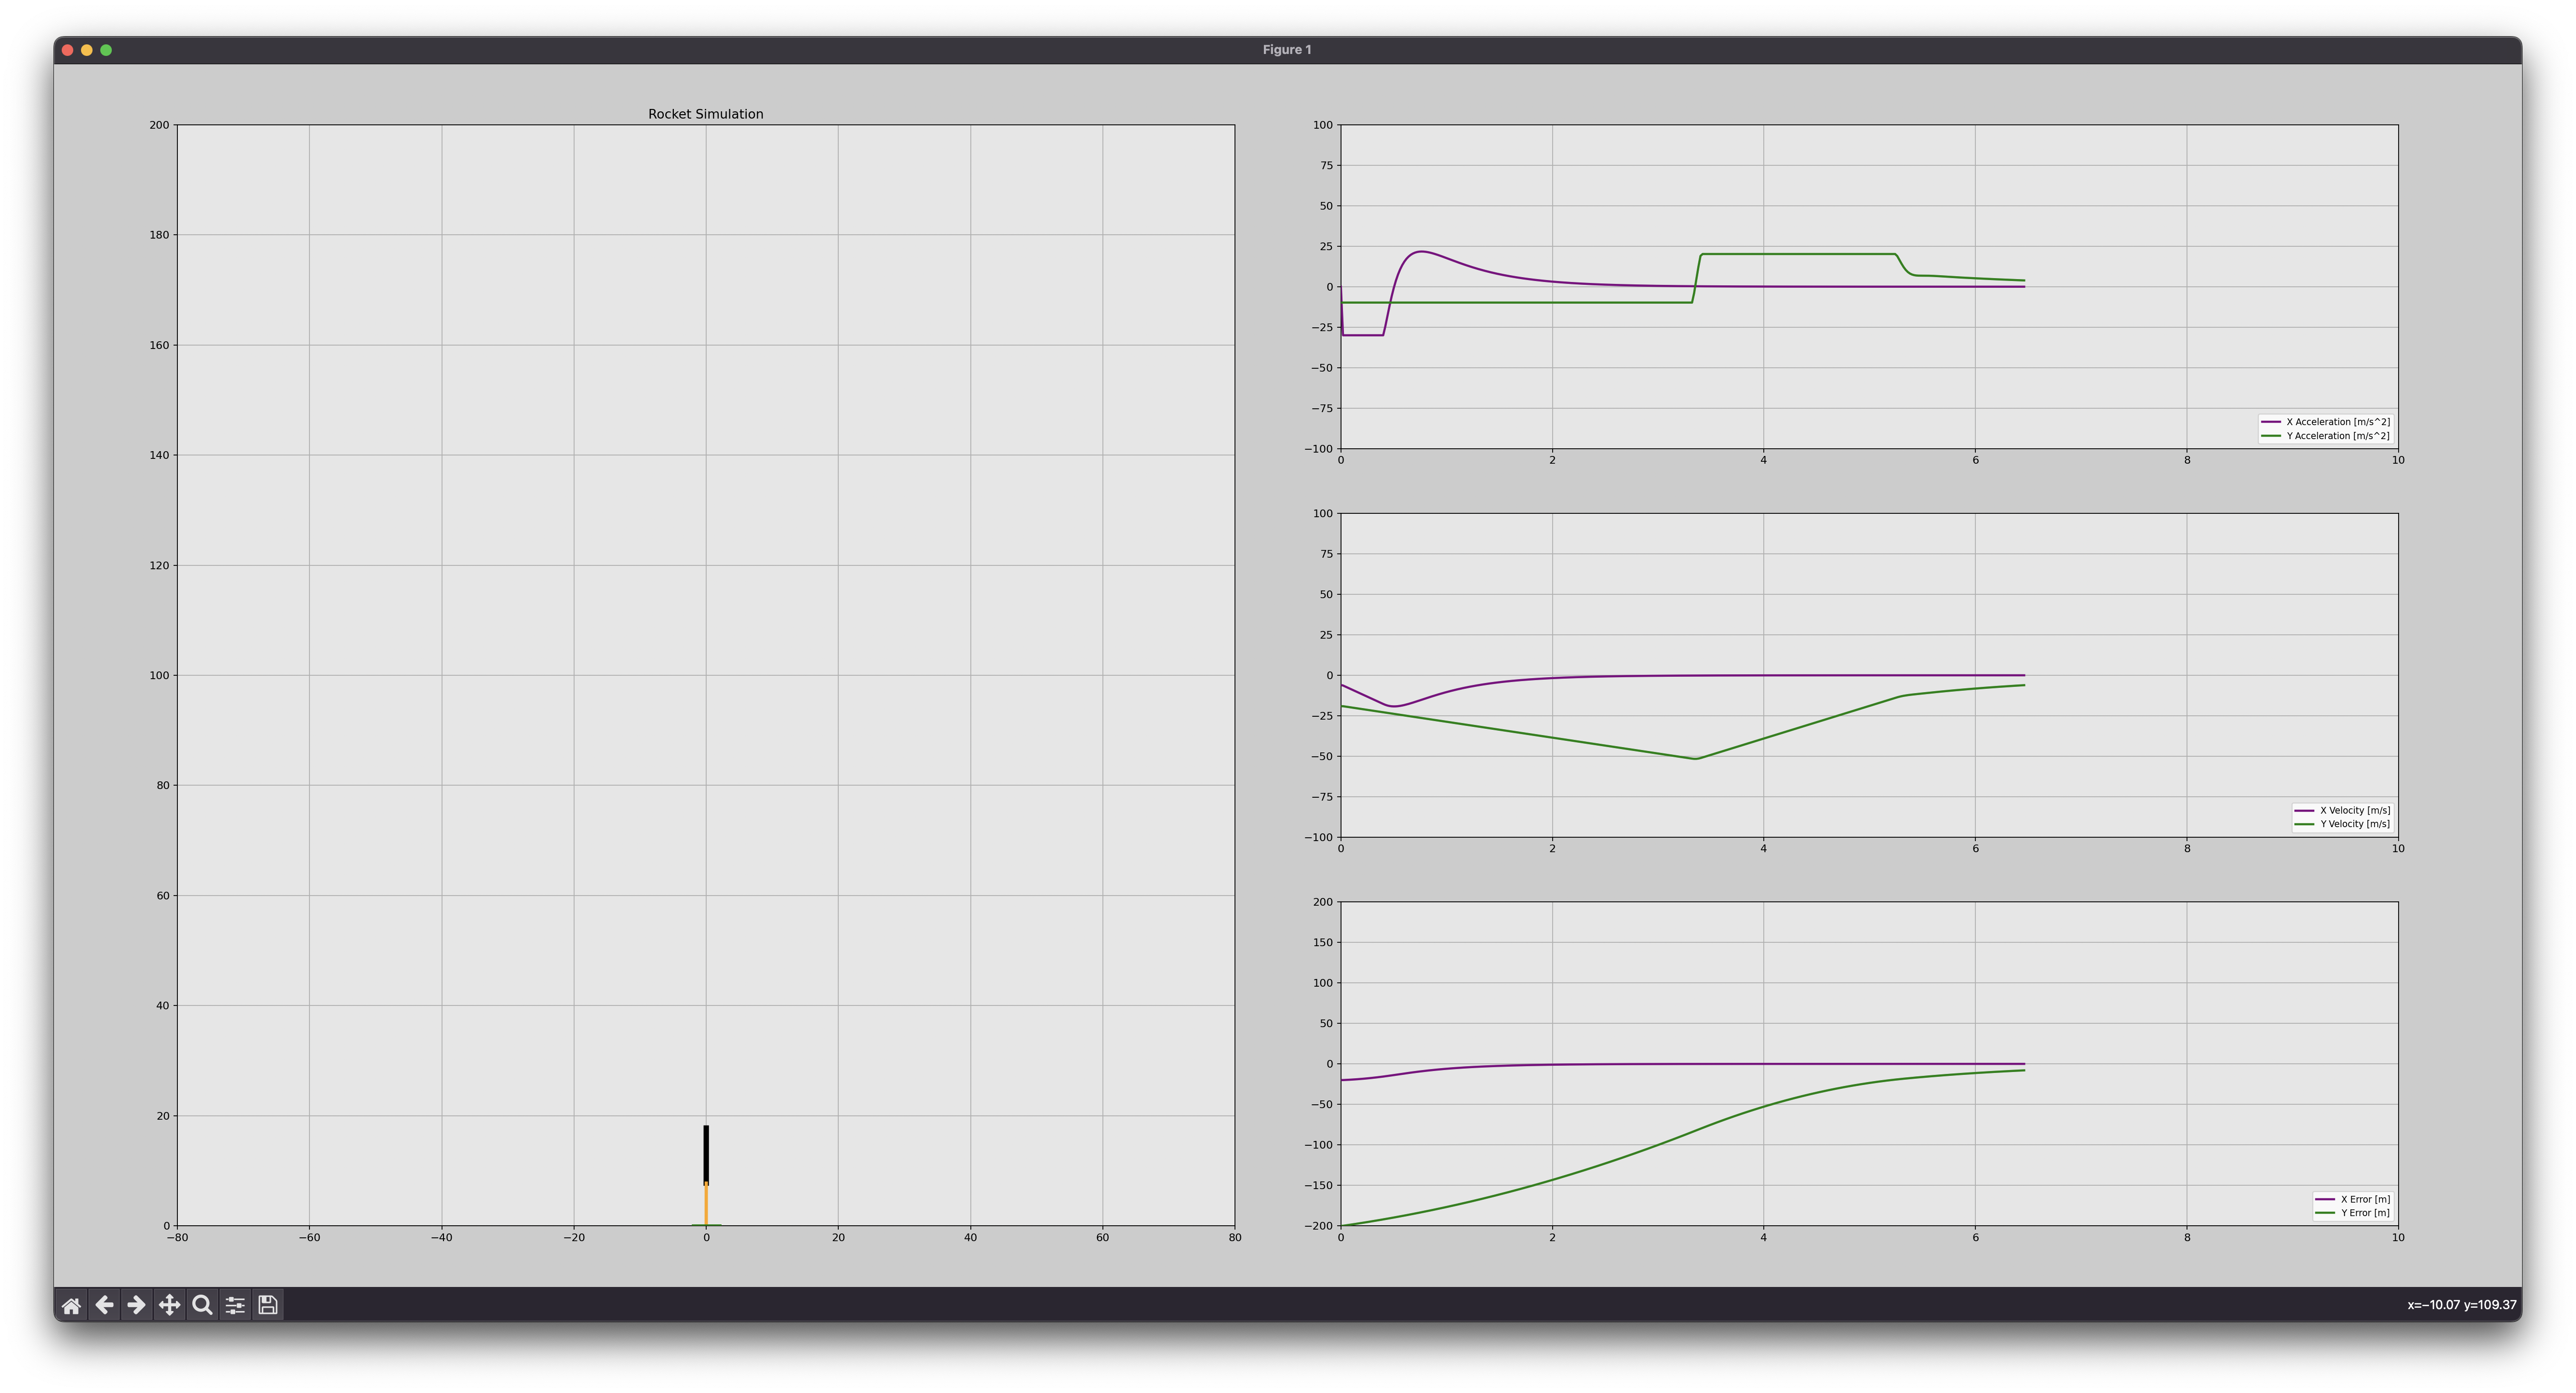 Figure 1
Rocket Simulation
200
180
160
140
120
100
80
60
40
20
0
−80 −60 −40 −20 0 20 40 60 80
100
75
50
25
0
−25
−50
−75
−100
X Acceleration [m/s^2]
Y Acceleration [m/s^2]
0 2 4 6 8 10
100
75
50
25
0
−25
−50
−75
−100
X Velocity [m/s]
Y Velocity [m/s]
0 2 4 6 8 10
200
150
100
50
0
−50
−100
−150
−200
X Error [m]
Y Error [m]
0 2 4 6 8 10
x=−10.07 y=109.37